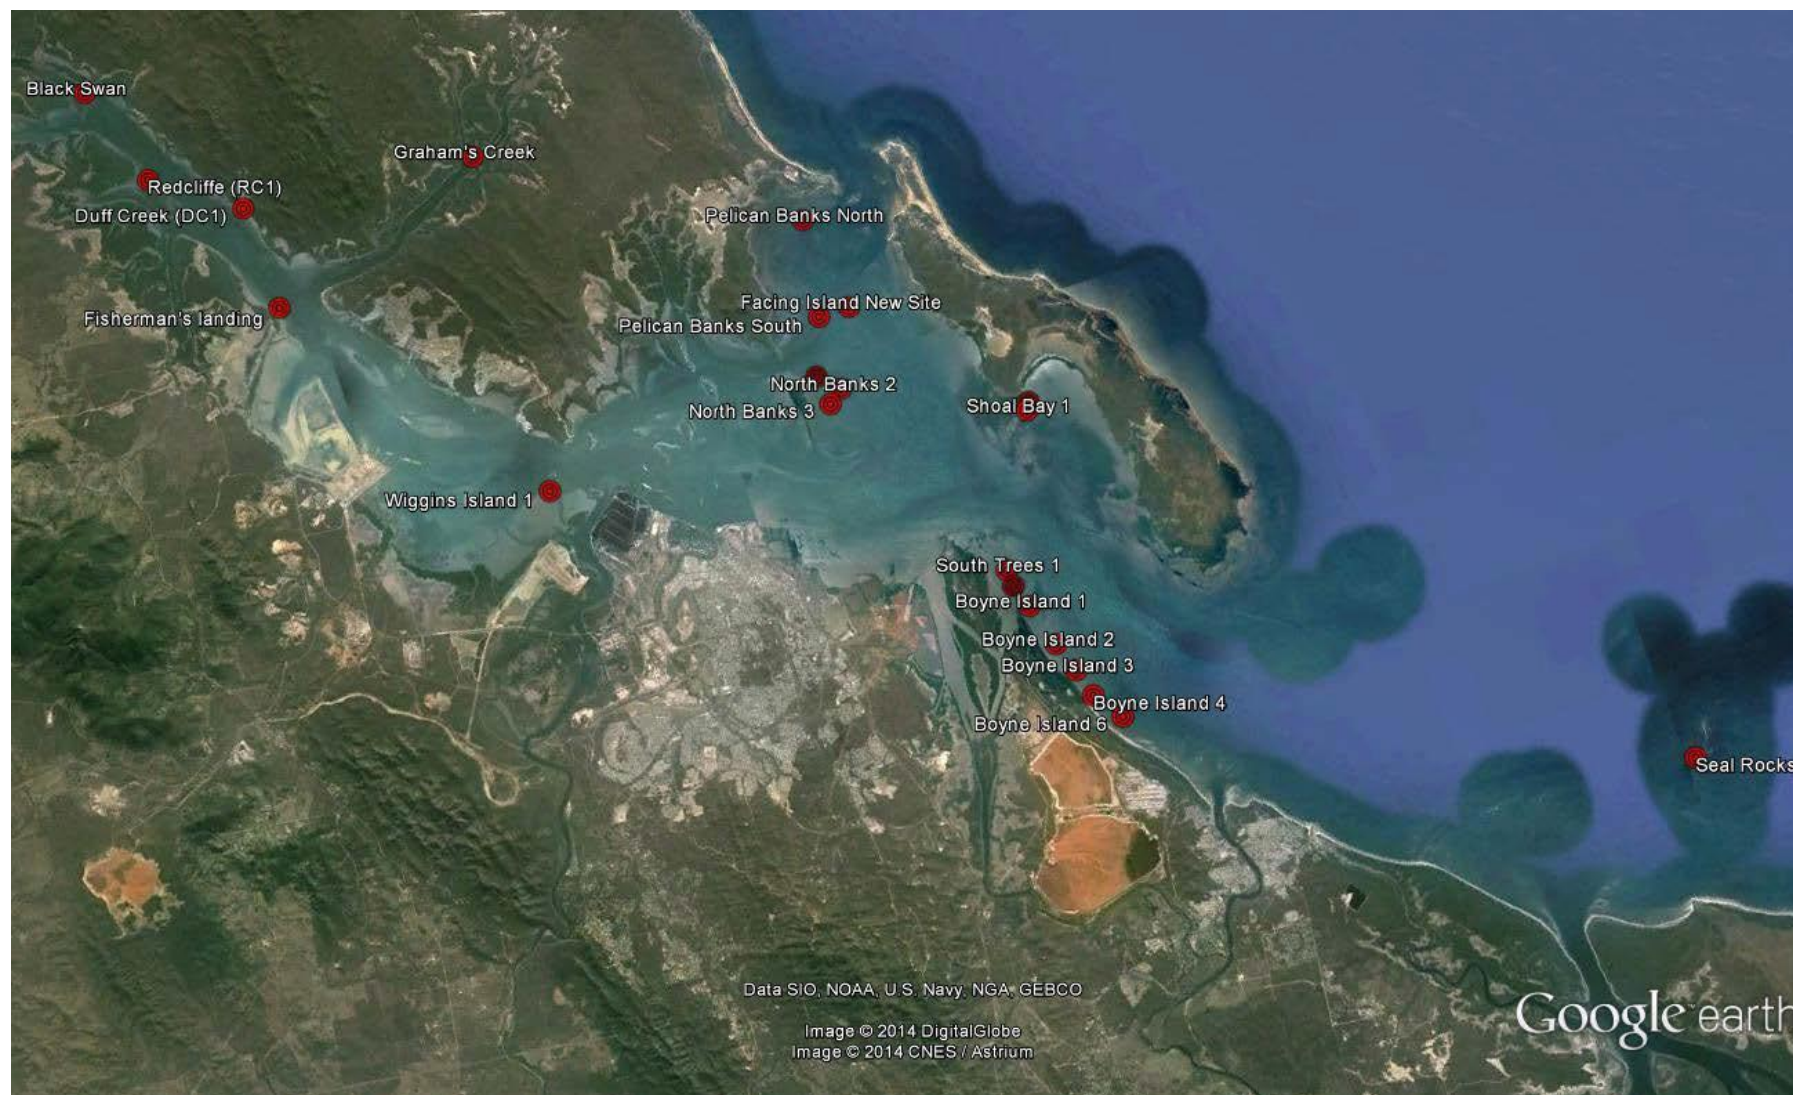 Black Swan
Graham's Creek
Redcliffe (RC1)
Duff Creek (DC1)
Pelican Banks North
Facing Island New Site
Fisherman's landing
Pelican Banks South
North Banks 2
Shoal Bay 1
North Banks 3
Wiggins Island 1
South Trees 1
Boyne Island 1
Boyne Island 2
Boyne Island 3
Boyne Island 4
Boyne Island 6
Seal Rocks
Data SIO, NOAA, U.S. Navy, NGA, GEBCO
Google earth
Image © 2014 DigitalGlobe
Image © 2014 CNES / Astrium